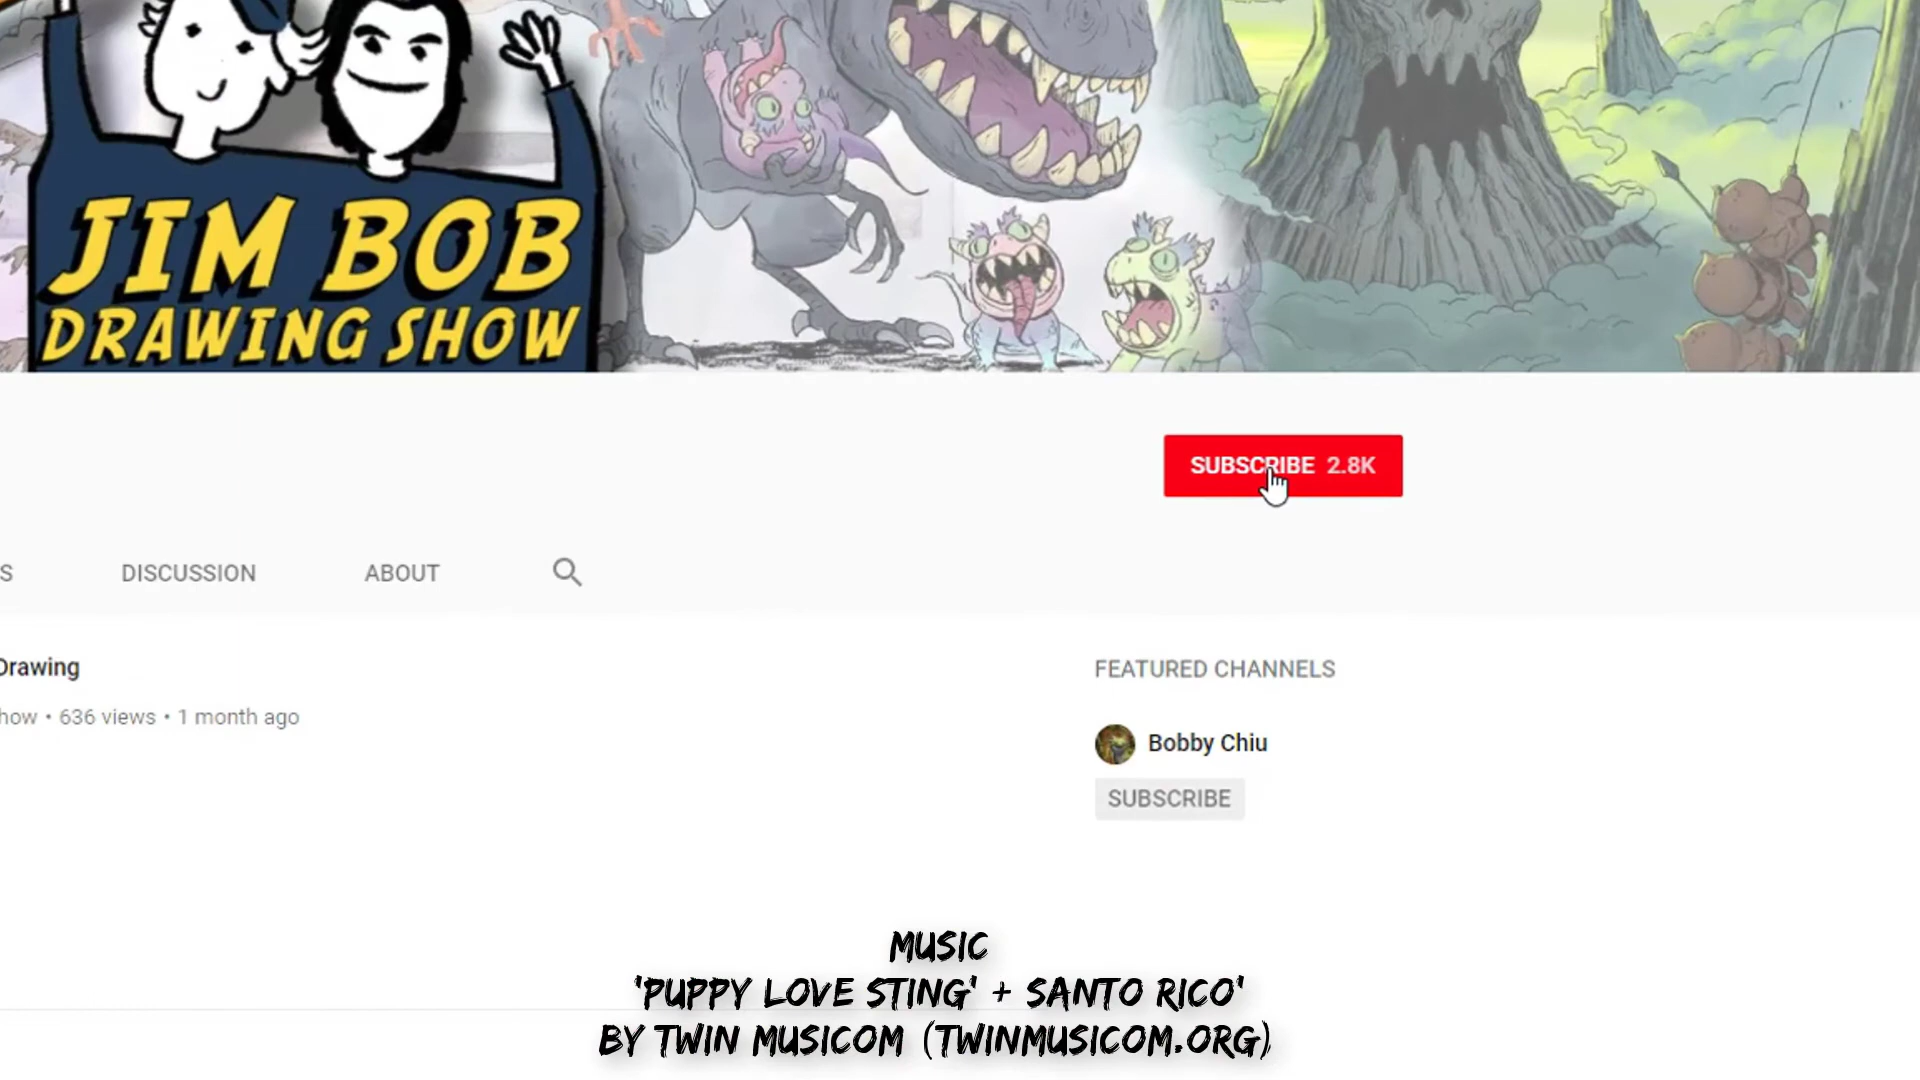 JIM BOB
DRAWING SHOW
SUBSCRIBE 2.8K
S DISCUSSION ABOUT
Drawing
how • 636 views • 1 month ago
FEATURED CHANNELS
Bobby Chiu
SUBSCRIBE
MUSIC
'PUPPY LOVE STING' + SANTO RICO'
BY TWIN MUSICOM (TWINMUSICOM.ORG)